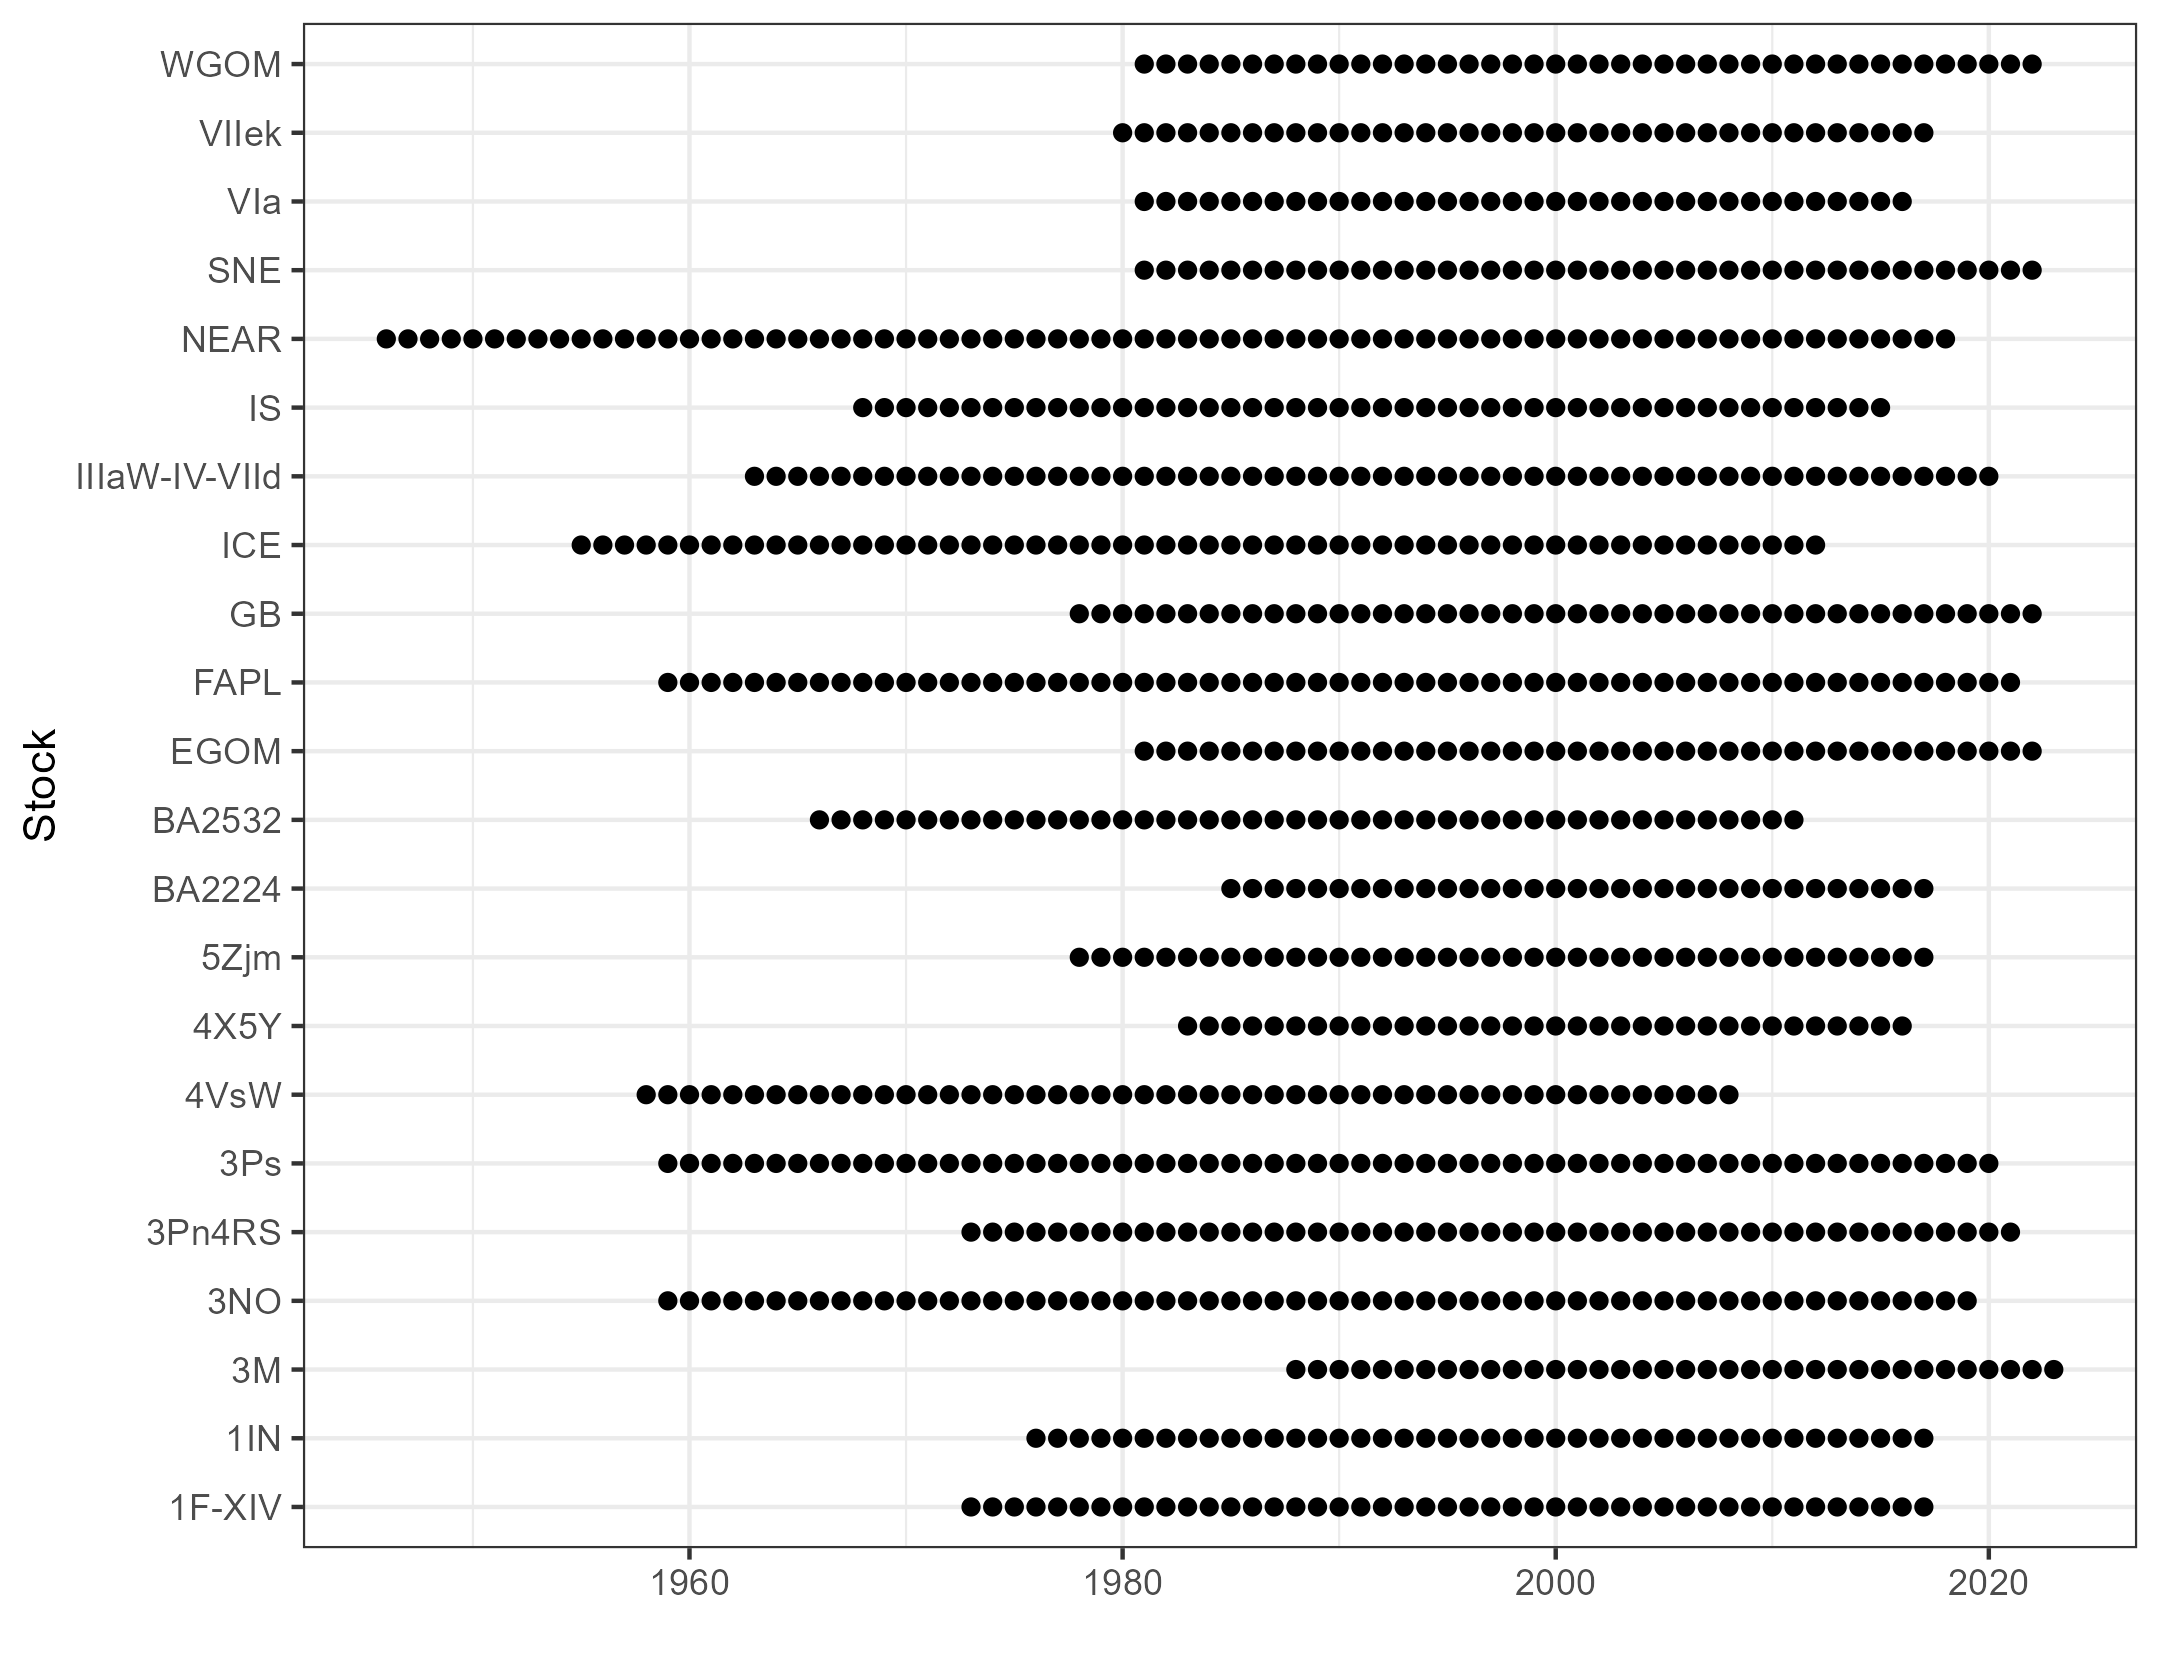 WGOM
VIIek
VIa
SNE
NEAR
IS
IIIaW-IV-VIId
ICE
GB
FAPL
EGOM
BA2532
BA2224
5Zjm
4X5Y
4VsW
3Ps
3Pn4RS
3NO
3M
1IN
1F-XIV
Stock
1960 1980 2000 2020